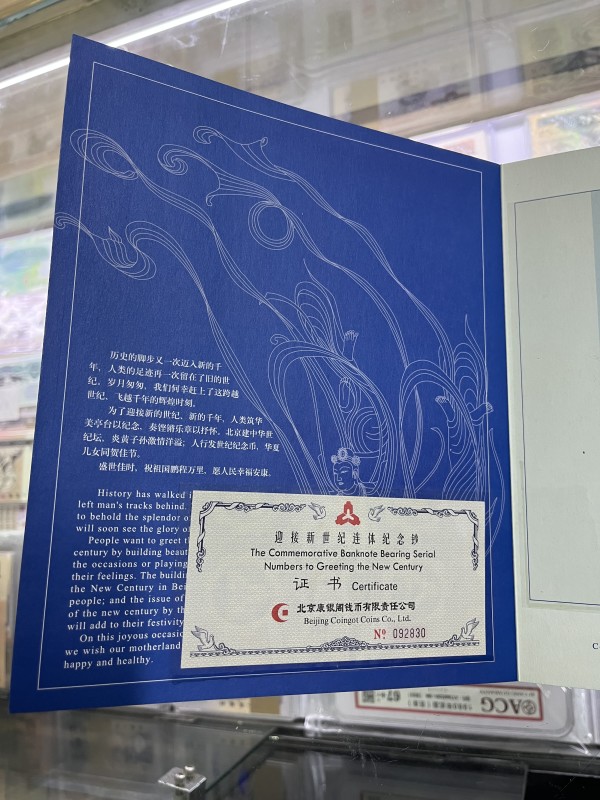 历史的脚步又一次迈入新的千
年，人类的足迹再一次留在了旧的世
纪，岁月匆匆，我们何幸赶上了这跨越
世纪、飞越千年的辉煌时刻。
为了迎接新的世纪、新的千年，人类筑华
美亭台以纪念，奏铿锵乐章以抒怀，北京建中华世
纪坛，炎黄子孙激情洋溢；人行发世纪纪念币，华夏
儿女同贺佳节。
盛世佳时，祝祖国鹏程万里，愿人民幸福安康。
History has walked
left man's tracks behind.
to behold the splendor o
will soon see the glory of
People want to greet t
century by building beau
the occasions or playing
their feelings. The buildi
the New Century in Bei
people; and the issue of
of the new century by th
will add to their festivity
On this joyous occasio
we wish our motherland
happy and healthy.
迎接新世纪连体纪念钞
The Commemorative Banknote Bearing Serial
Numbers to Greeting the New Century
证 书 Certificate
北京康银阁钱币有限责任公司
Beijing Coingot Coins Co., Ltd.
Nº 092830
C
ACG
67